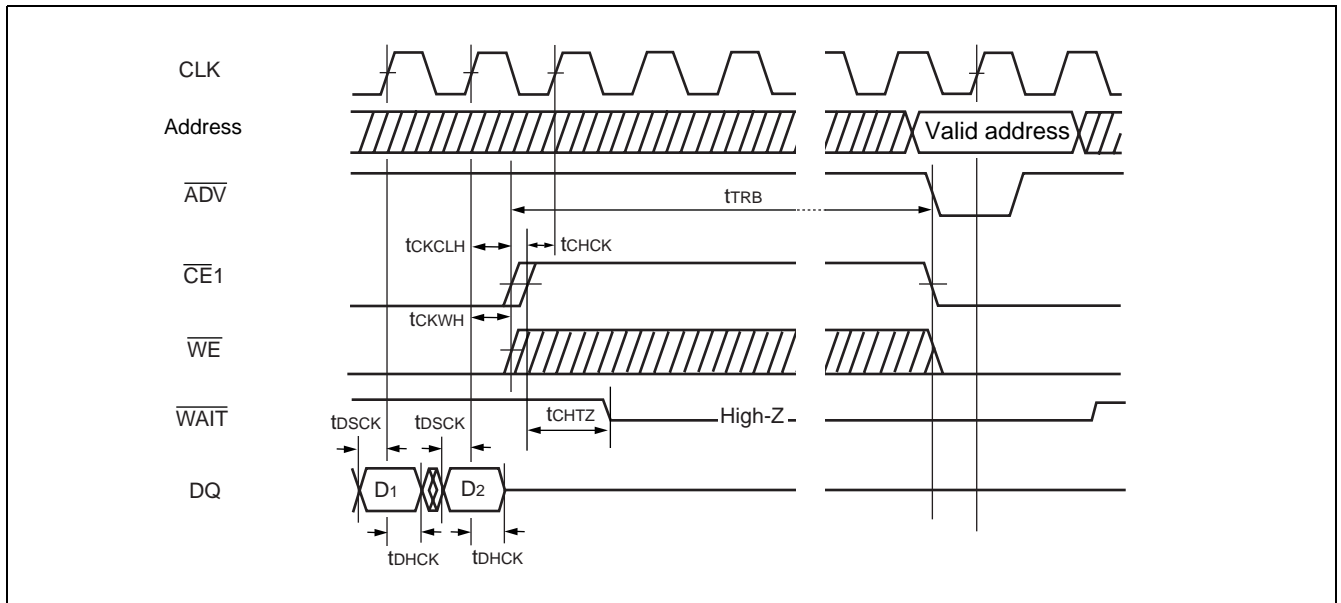 CLK
Address
Valid address
ADV
tTRB
tCKCLH
tCHCK
CE1
tCKWH
WE
WAIT
tDSCK
tDSCK
tCHTZ
High-Z
DQ
D1
D2
tDHCK
tDHCK